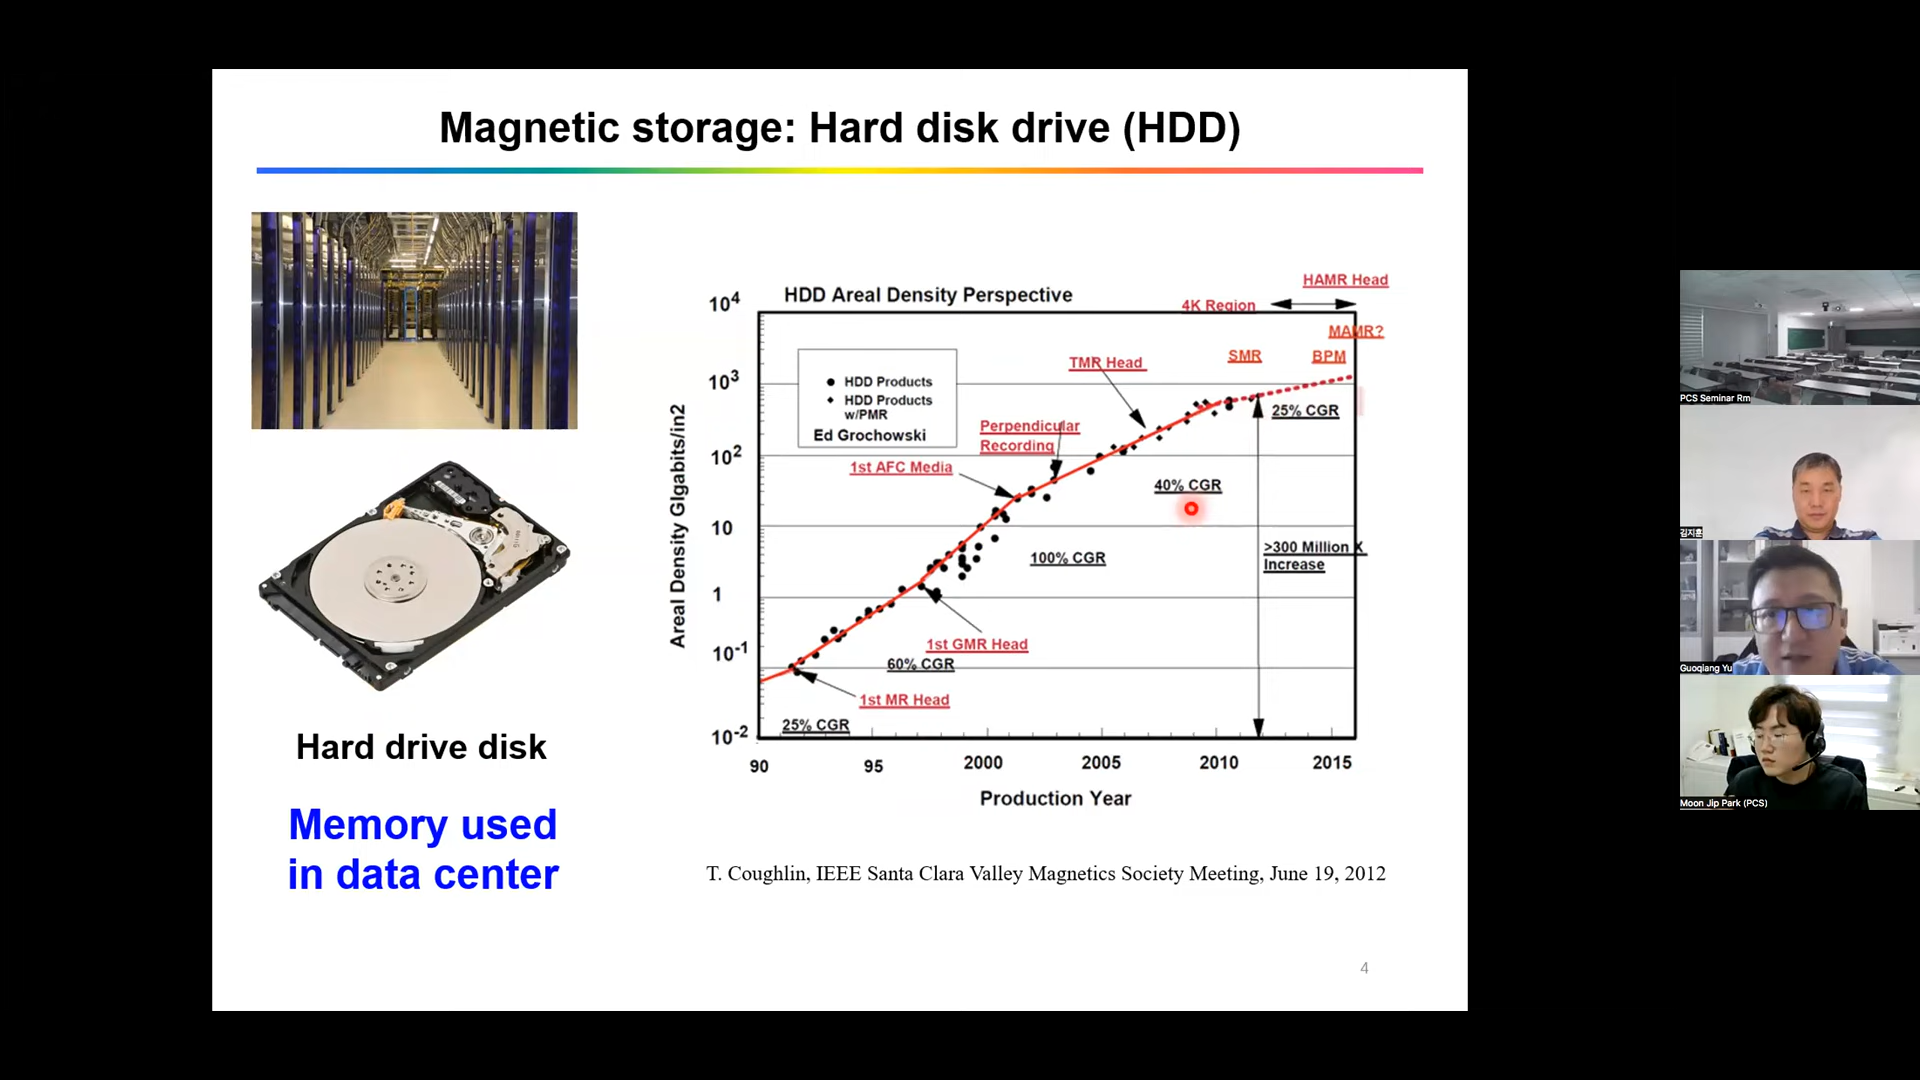 Magnetic storage: Hard disk drive (HDD)
Hard drive disk
Memory used
in data center
HDD Areal Density Perspective
HAMR Head
4K Region
MAMR?
SMR
BPM
TMR Head
HDD Products
HDD Products
w/PMR
Ed Grochowski
25% CGR
Perpendicular
Recording
1st AFC Media
40% CGR
100% CGR
>300 Million X
Increase
1st GMR Head
60% CGR
1st MR Head
25% CGR
Areal Density GIgabits/in2
10⁴
10³
10²
10
1
10⁻¹
10⁻²
90 95 2000 2005 2010 2015
Production Year
T. Coughlin, IEEE Santa Clara Valley Magnetics Society Meeting, June 19, 2012
4
PCS Seminar Rm
김지훈
Guoqiang Yu
Moon Jip Park (PCS)